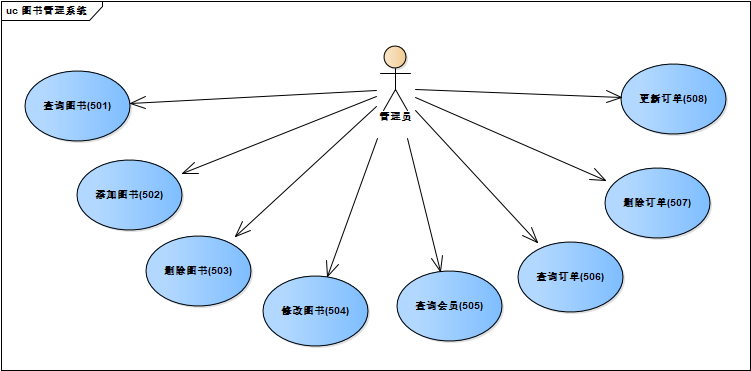 uc 图书管理系统
管理员
查询图书(501)
更新订单(508)
添加图书(502)
删除订单(507)
删除图书(503)
查询订单(506)
修改图书(504)
查询会员(505)